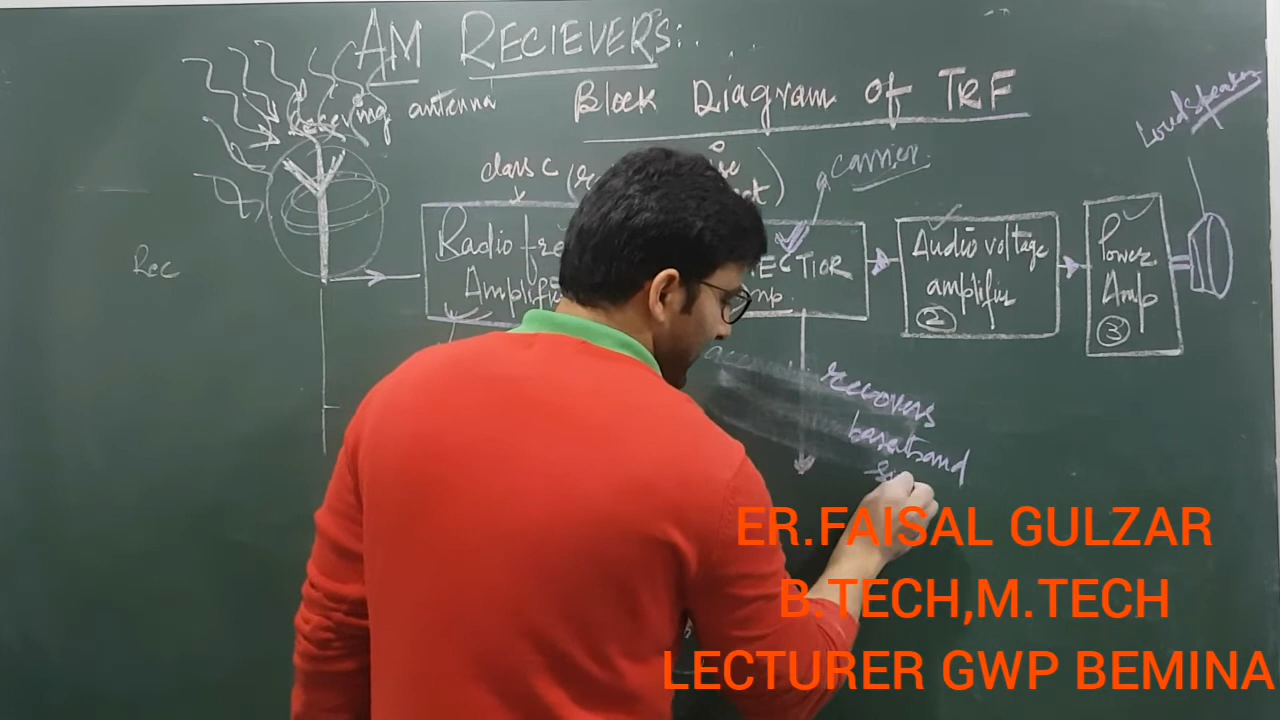 AM RECIEVERS:
Block Diagram of TRF
Loudspeaker
antenna
carrier
class C (
Rec
Radio fre
Amplifi
ECTIOR
mp.
Audio voltage
amplifier
2
Power
Amp
3
recovers
baseband
ER.FAISAL GULZAR
B.TECH,M.TECH
LECTURER GWP BEMINA